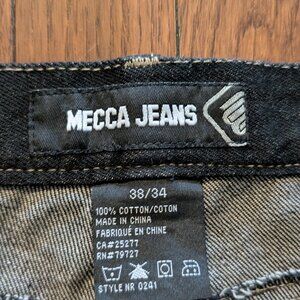 MECCA JEANS
38/34
100% COTTON/COTON
MADE IN CHINA
FABRIQUÉ EN CHINE
CA#25277
RN#79727
STYLE NR 0241